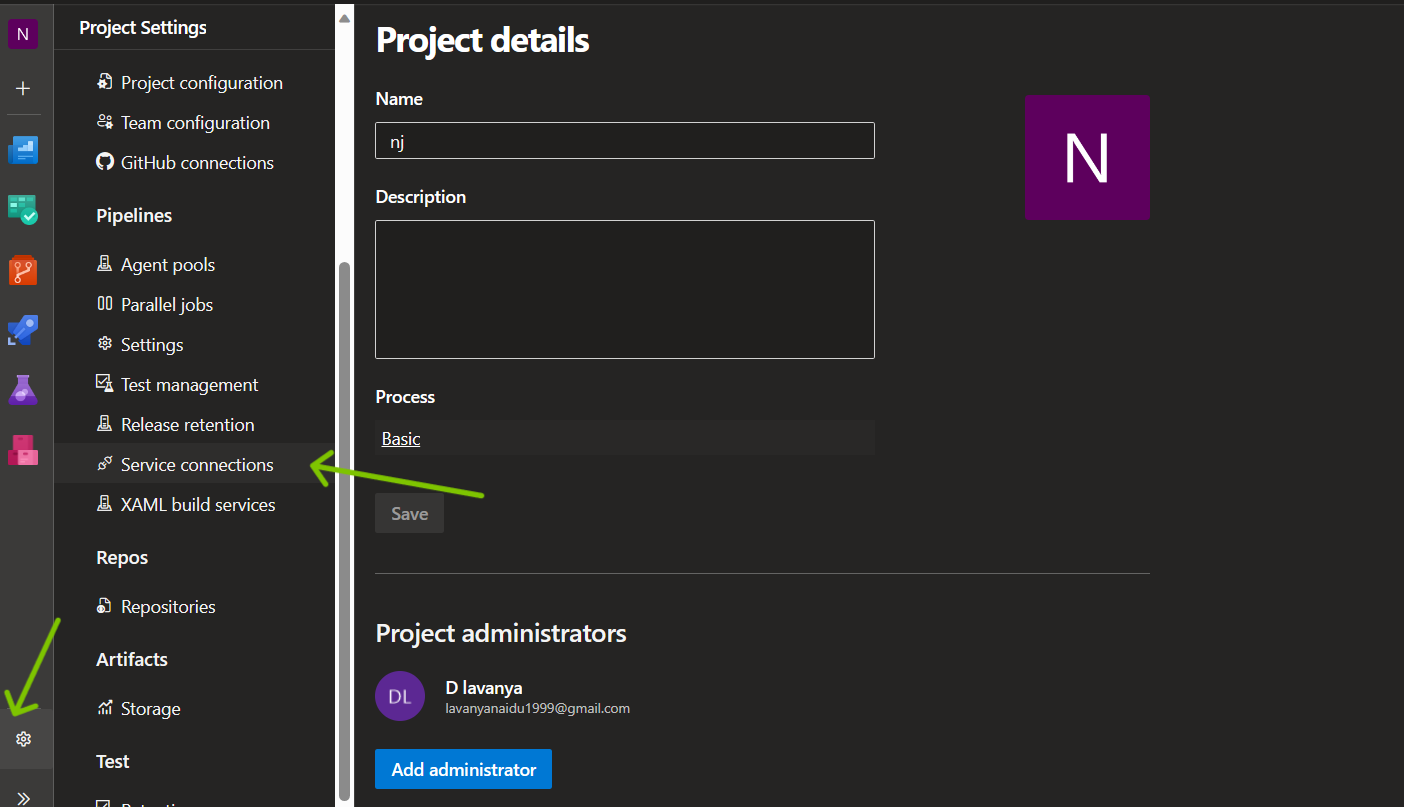 N
Project Settings
Project configuration
Team configuration
GitHub connections
Pipelines
Agent pools
Parallel jobs
Settings
Test management
Release retention
Service connections
XAML build services
Repos
Repositories
Artifacts
Storage
Test
Project details
Name
nj
N
Description
Process
Basic
Save
Project administrators
DL
D lavanya
lavanyanaidu1999@gmail.com
Add administrator